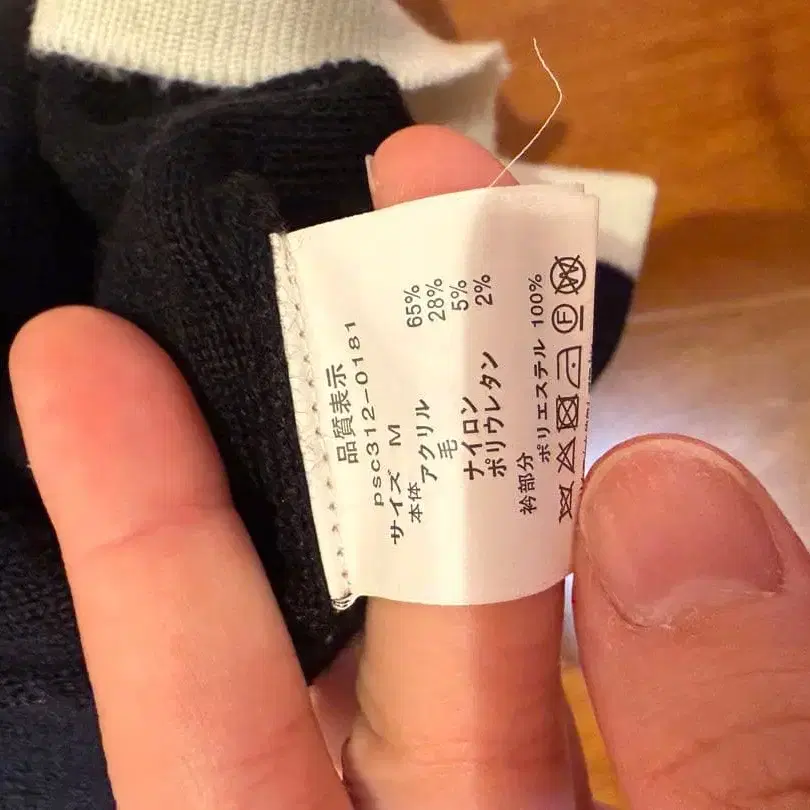 品質表示
psc312-0181
サイズ M
本体
アクリル 65%
毛 28%
ナイロン 5%
ポリウレタン 2%
衿部分
ポリエステル 100%
F W